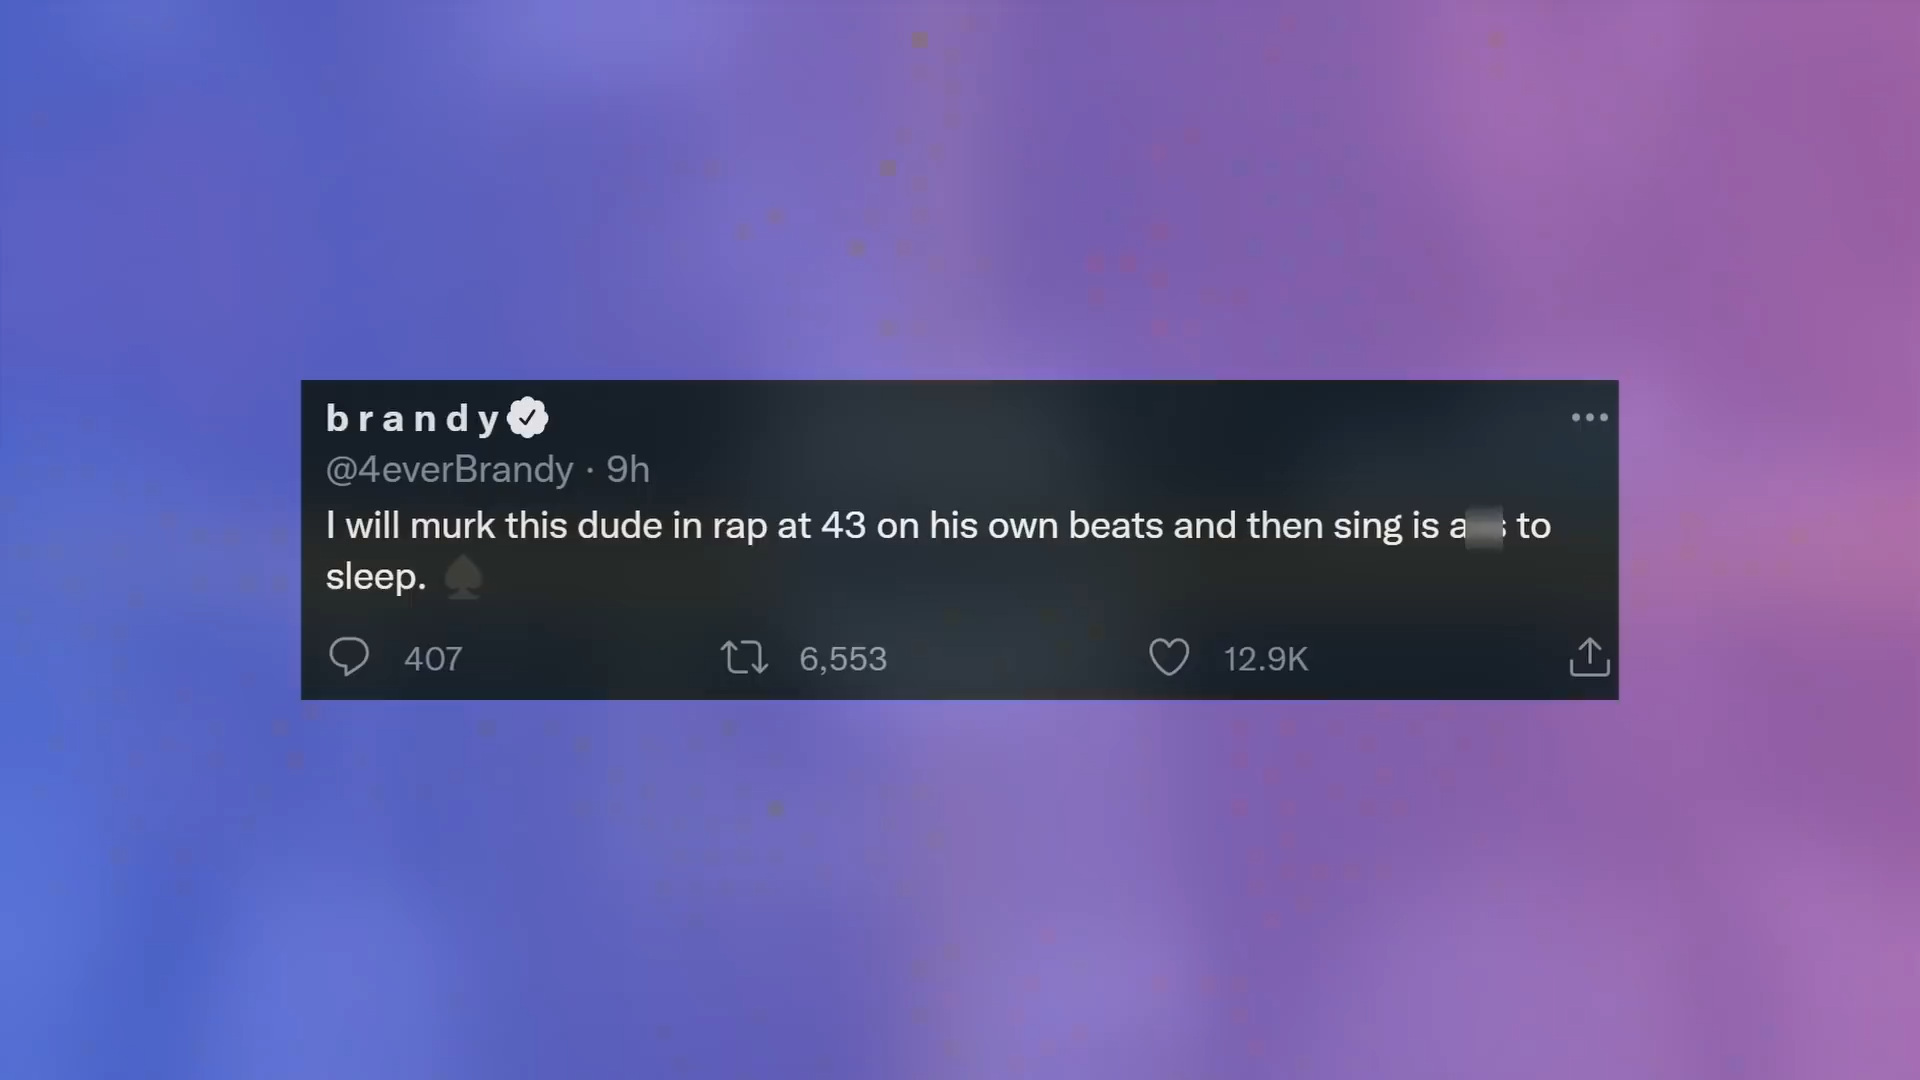 b r a n d y
@4everBrandy · 9h
I will murk this dude in rap at 43 on his own beats and then sing is to
sleep. ♠
407 6,553 12.9K